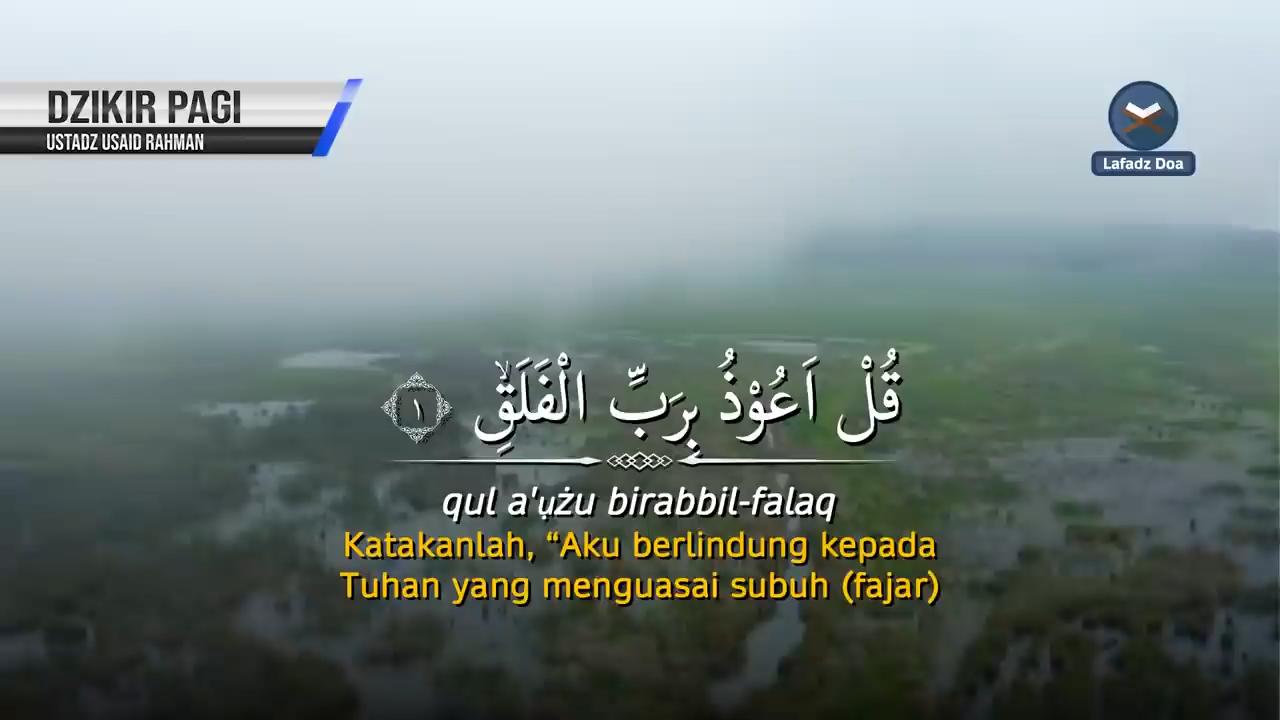 DZIKIR PAGI
USTADZ USAID RAHMAN
Lafadz Doa
قُلْ اَعُوْذُ بِرَبِّ الْفَلَقِۙ ١
qul a'ụżu birabbil-falaq
Katakanlah, “Aku berlindung kepada
Tuhan yang menguasai subuh (fajar)